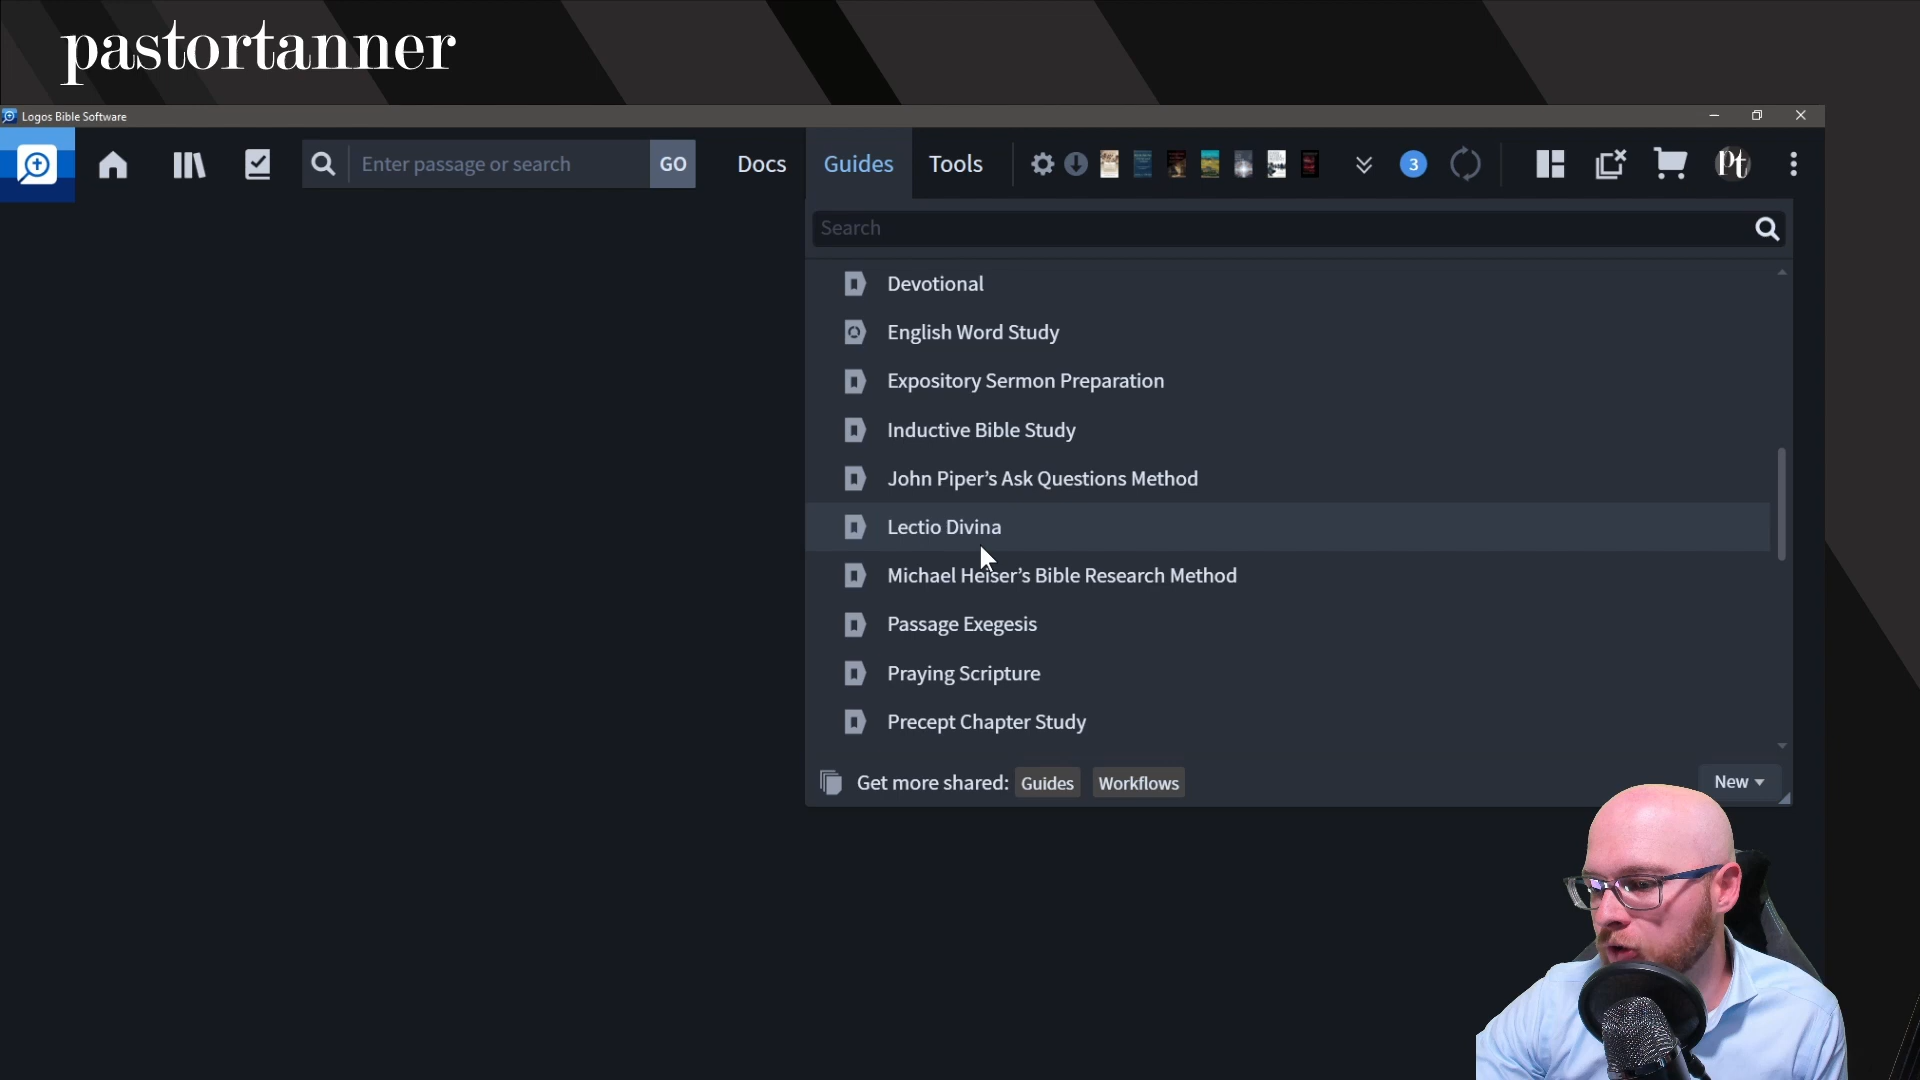 pastortanner
Logos Bible Software
Enter passage or search GO Docs Guides Tools 3 pt
Search
Devotional
English Word Study
Expository Sermon Preparation
Inductive Bible Study
John Piper’s Ask Questions Method
Lectio Divina
Michael Heiser’s Bible Research Method
Passage Exegesis
Praying Scripture
Precept Chapter Study
Get more shared: Guides Workflows New